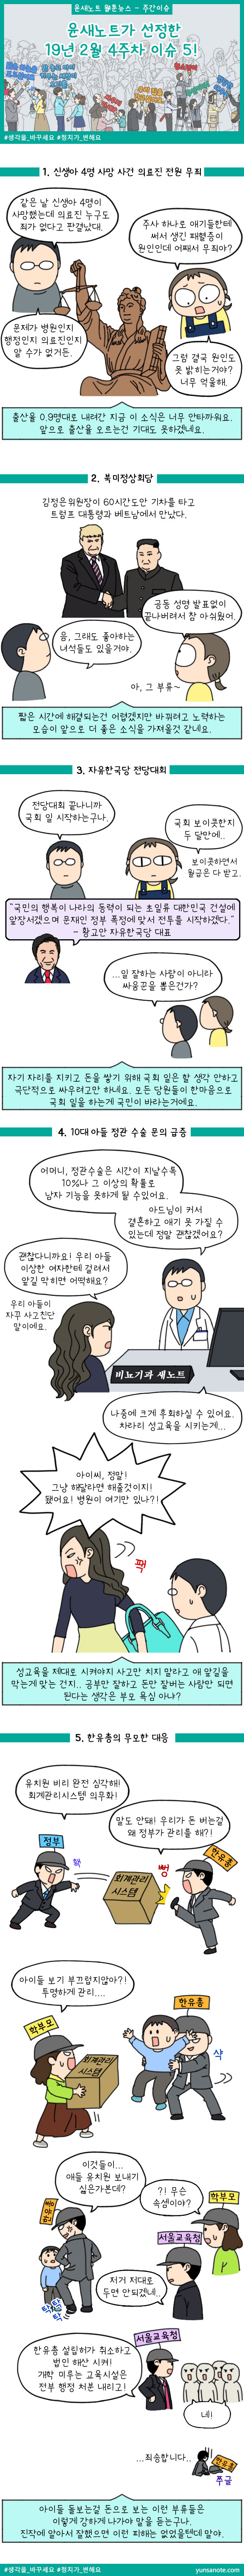 윤새노트 웹툰뉴스 - 주간이슈
윤새노트가 선정한
19년 2월 4주차 이슈 5!
#생각을_바꾸세요 #정치가_변해요
1. 신생아 4명 사망 사건 의료진 전원 무죄
같은 날 신생아 4명이
사망했는데 의료진 누구도
죄가 없다고 판결났다.
주사 하나로 애기들한테
써서 생긴 패혈증이
원인인데 어째서 무죄야?
문제가 병원인지
행정인지 의료진인지
알 수가 없거든.
그럼 결국 원인도
못 밝히는거야?
너무 억울해.
출산율 0.9명대로 내려간 지금 이 소식은 너무 안타까워요.
앞으로 출산율 오르는건 기대도 못하겠네요.
2. 북미정상회담
김정은위원장이 60시간도안 기차를 타고
트럼프 대통령과 베트남에서 만났다.
공동 성명 발표없이
끝나버려서 참 아쉬웠어.
음, 그래도 좋아하는
녀석들도 있을거야.
아, 그 부류~
짧은 시간에 해결되는건 어렵겠지만 바꿔려고 노력하는
모습이 앞으로 더 좋은 소식을 가져올것 같네요.
3. 자유한국당 전당대회
전당대회 끝나니까
국회 일 시작하는구나.
국회 보이콧한지
두 달만에..
보이콧하면서
월급은 다 받고.
"국민의 행복이 나라의 동력이 되는 초일류 대한민국 건설에
앞장서겠으며 문재인 정부 폭정에 맞서 전투를 시작하겠다."
- 황교안 자유한국당 대표
...일 잘하는 사람이 아니라
싸움꾼을 뽑은건가?
자기 자리를 지키고 돈을 쌓기 위해 국회 일은 할 생각 안하고
극단적으로 싸우려고만 하네요. 모든 당원들이 한마음으로
국회 일을 하는게 국민이 바라는거에요.
4. 10대 아들 정관 수술 문의 급증
어머니, 정관수술은 시간이 지날수록
10%나 그 이상의 확률로
남자 기능을 못하게 될 수있어요.
아드님이 커서
결혼하고 애기 못 가질 수
있는데 정말 괜찮겠어요?
괜찮다니까요! 우리 아들
이상한 여자한테 걸려서
앞길 막히면 어떡해요?
우리 아들이
자꾸 사고친단
말이에요.
비뇨기과 새노트
나중에 크게 후회하실 수 있어요.
차라리 성교육을 시키는게...
아이씨, 정말!
그냥 해달라면 해줄것이지!
됐어요! 병원이 여기만 있나?!
퍽
성교육을 제대로 시켜야지 사고만 치지 말라고 애 앞길을
막는게 맞는 건지.. 공부만 잘하고 돈만 잘버는 사람만 되면
된다는 생각은 부모 욕심 아냐?
5. 한유총의 무모한 대응
유치원 비리 완전 심각해!
회계관리시스템 의무화!
말도 안돼! 우리가 돈 버는걸
왜 정부가 관리를 해?!
정부
한유총
뻥
회계관리
시스템
아이들 보기 부끄럽지않아?!
투명하게 관리....
한유총
학부모
회계관리
시스템
샥
이것들이...
애들 유치원 보내기
싫은가본데?
?! 무슨
속셈이야?
학부모
서울교육청
탁탁
탁
저거 저대로
두면 안되겠네..
서울교육청
한유총 설립허가 취소하고
법인 해산 시켜!
개학 미루는 교육시설은
전부 행정 처분 내리고!
네!
...죄송합니다..
한유총
쭈글
아이들 돌보는걸 돈으로 보는 이런 부류들은
이렇게 강하게 나가야 말을 듣는구나.
진작에 알아서 잘했으면 이런 피해는 없었을텐데 말야.
#생각을_바꾸세요 #정치가_변해요
yunsanote.com